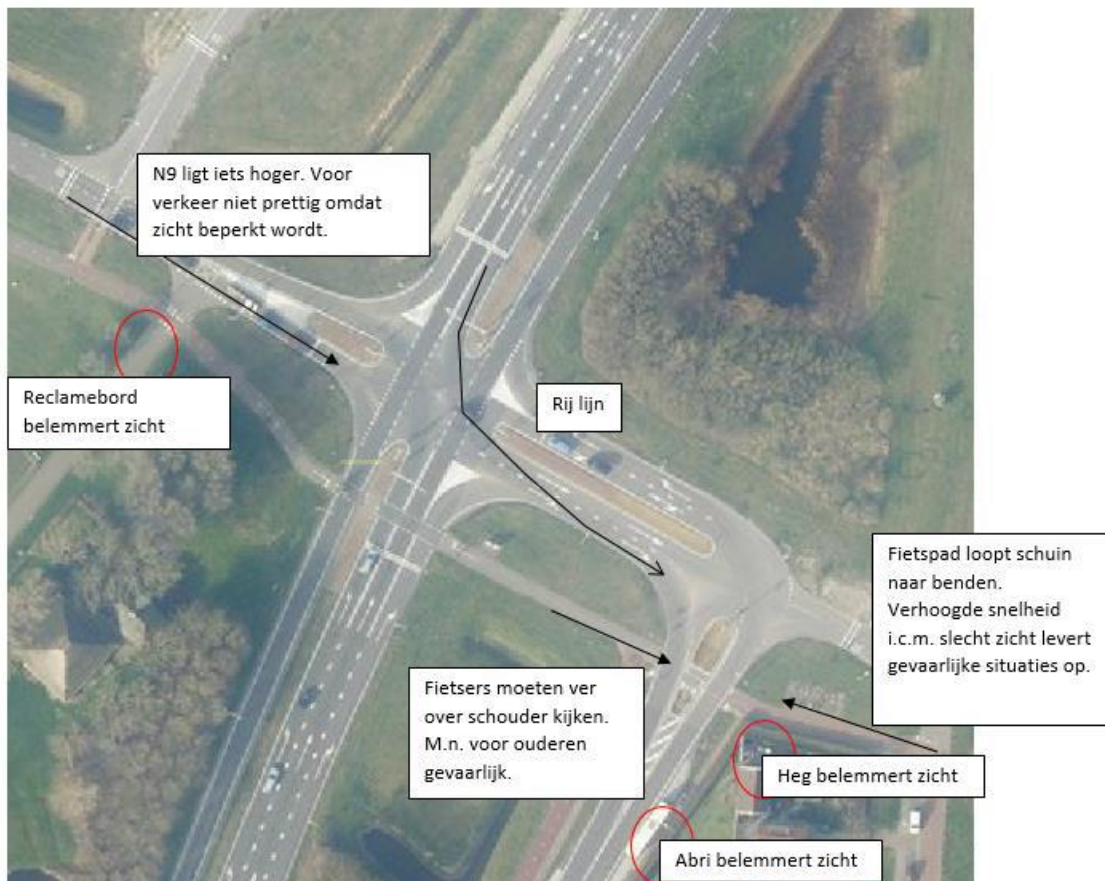 N9 ligt iets hoger. Voor
verkeer niet prettig omdat
zicht beperkt wordt.
Reclamebord
belemmert zicht
Rij lijn
Fietspad loopt schuin
naar benden.
Verhoogde snelheid
i.c.m. slecht zicht levert
gevaarlijke situaties op.
Fietsers moeten ver
over schouder kijken.
M.n. voor ouderen
gevaarlijk.
Heg belemmert zicht
Abri belemmert zicht